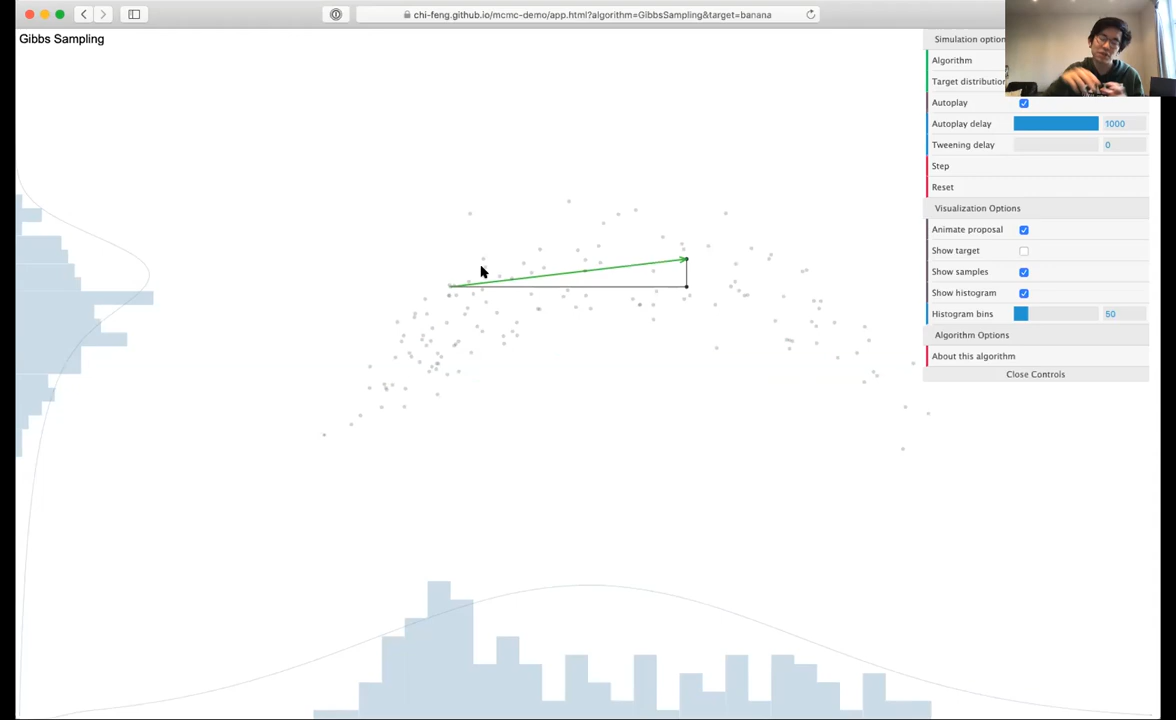 chi-feng.github.io/mcmc-demo/app.html?algorithm=GibbsSampling&target=banana
Gibbs Sampling
Simulation option
Algorithm
Target distribution
Autoplay
Autoplay delay 1000
Tweening delay 0
Step
Reset
Visualization Options
Animate proposal
Show target
Show samples
Show histogram
Histogram bins 50
Algorithm Options
About this algorithm
Close Controls